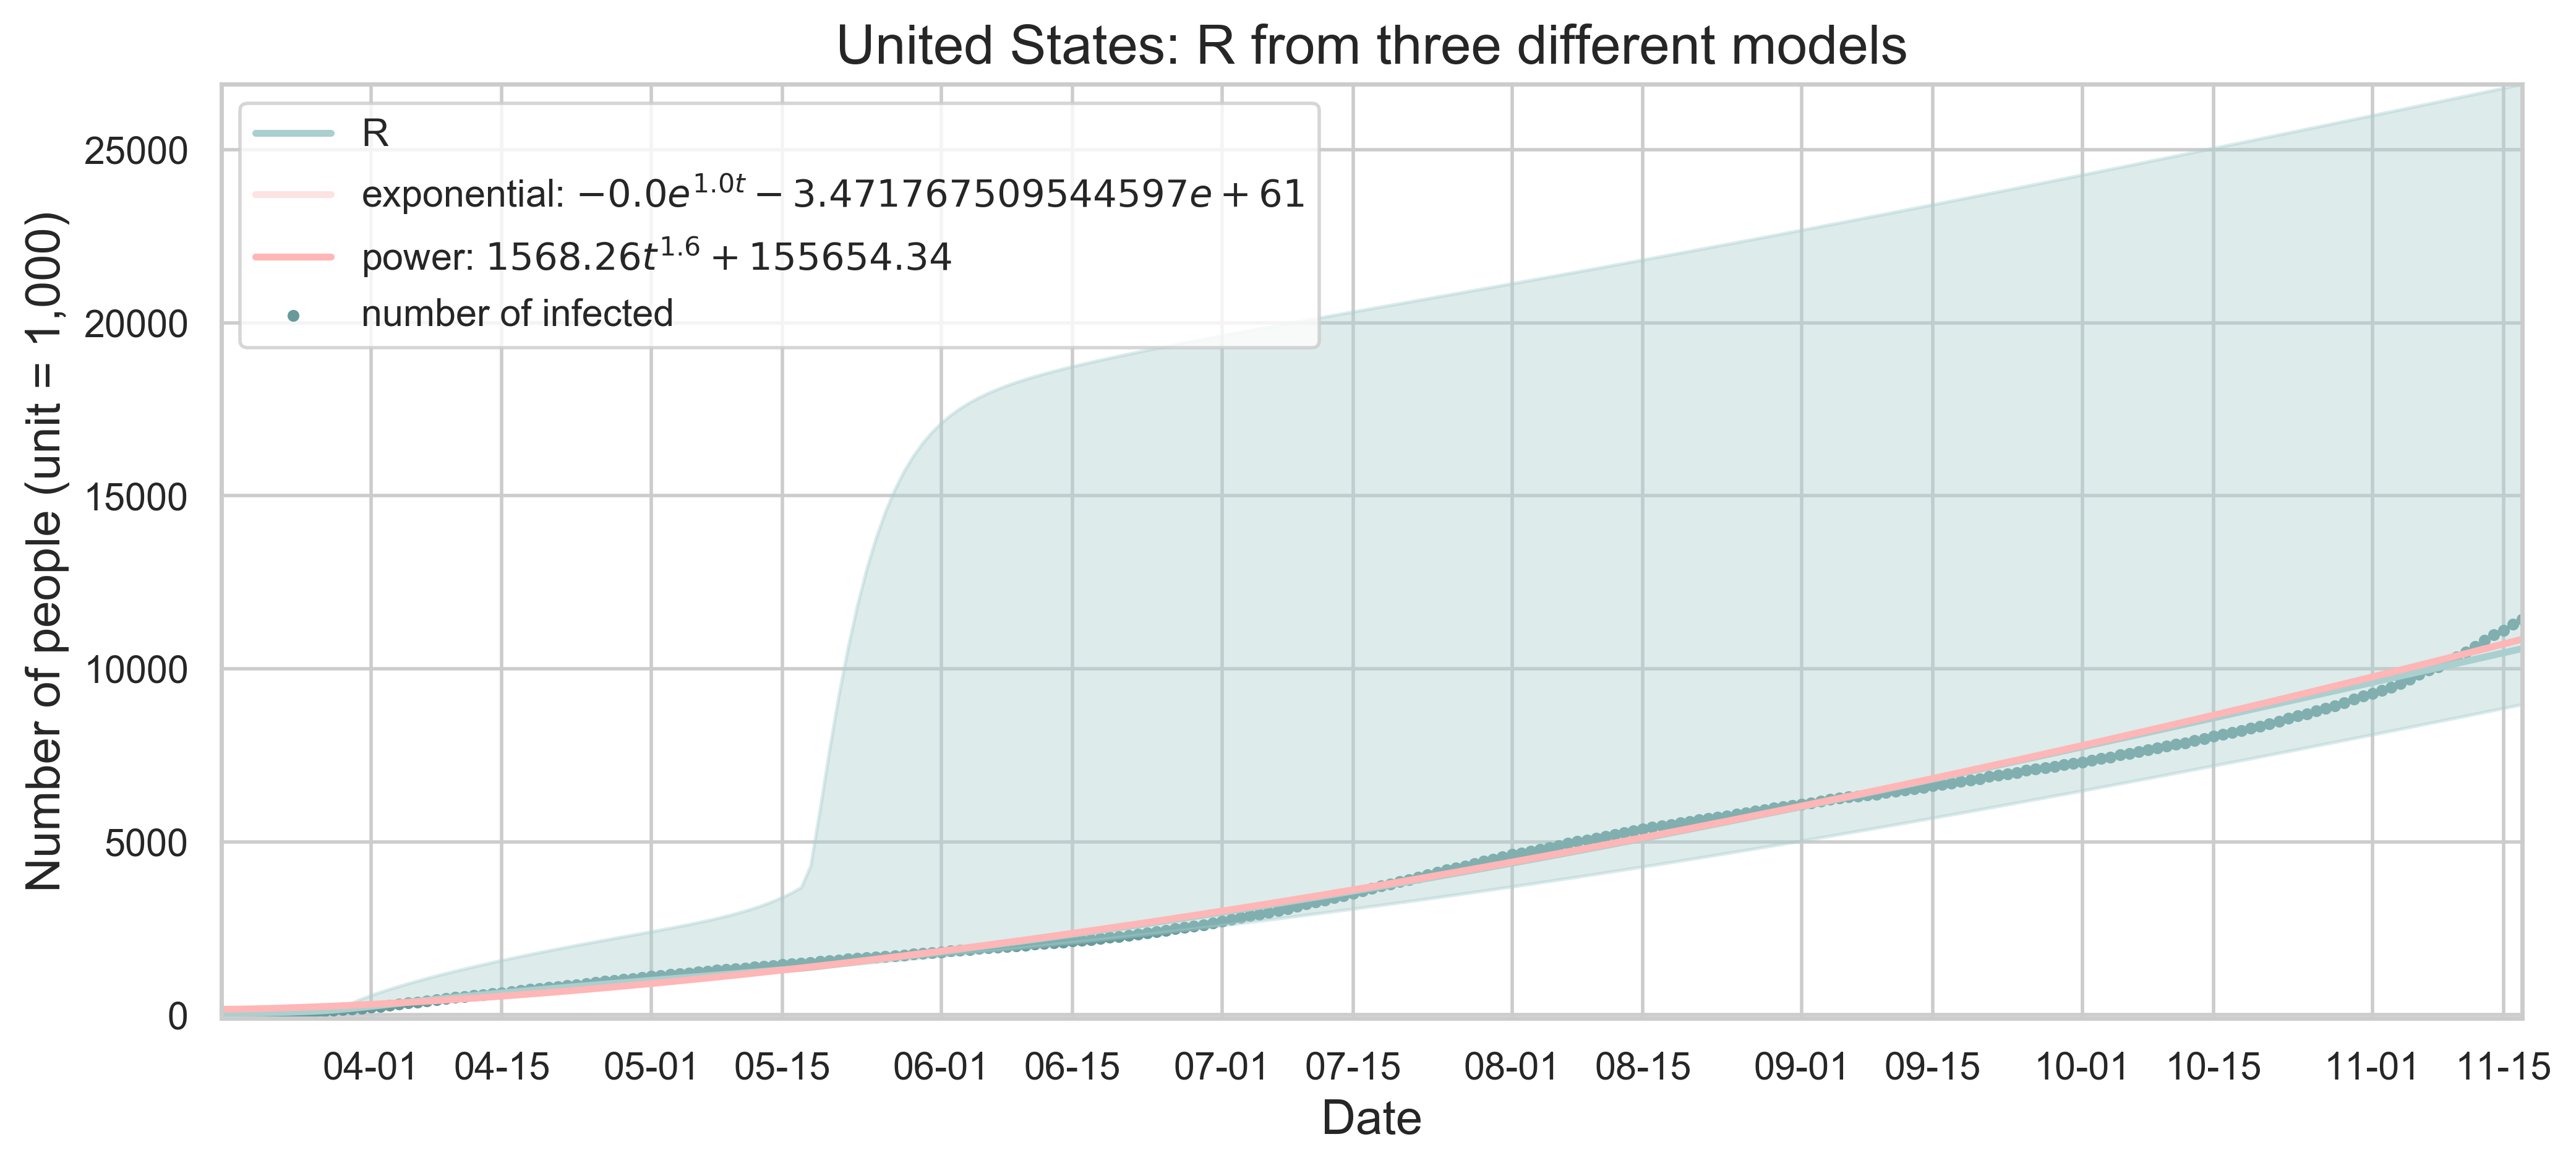 United States: R from three different models
Number of people (unit = 1,000)
25000
20000
15000
10000
5000
0
R
exponential: −0.0e^{1.0t} − 3.4717675095445597e + 61
power: 1568.26t^{1.6} + 155654.34
number of infected
04-01 04-15 05-01 05-15 06-01 06-15 07-01 07-15 08-01 08-15 09-01 09-15 10-01 10-15 11-01 11-15
Date